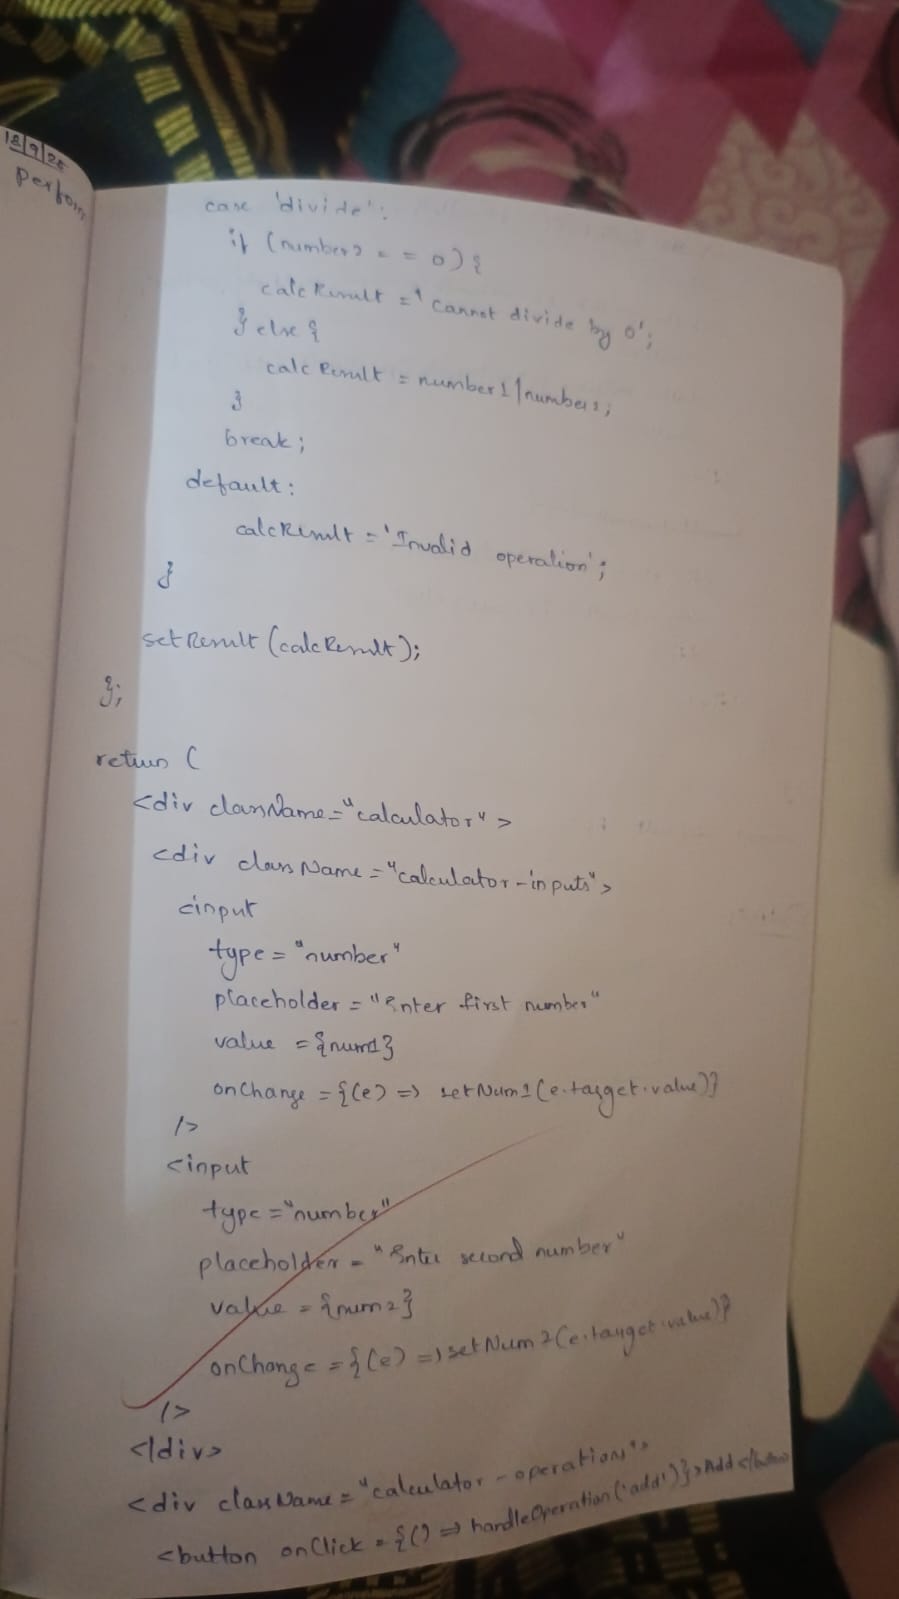 18/9/25
perform
case 'divide':
if (number2 = = 0) {
calcResult = 'cannot divide by 0';
} else {
calc Result = number1/number2;
}
break;
default:
calcResult = 'Invalid operation';
}
setResult (calcResult);
};
return (
<div className="calculator">
<div className="calculator-inputs">
<input
type="number"
placeholder="Enter first number"
value={num1}
onChange={(e) => setNum1(e.target.value)}
/>
<input
type="number"
placeholder="Enter second number"
value={num2}
onChange={(e) => setNum2(e.target.value)}
/>
</div>
<div className="calculator-operations">
<button onClick={() => handleOperation('add')}>Add</button>